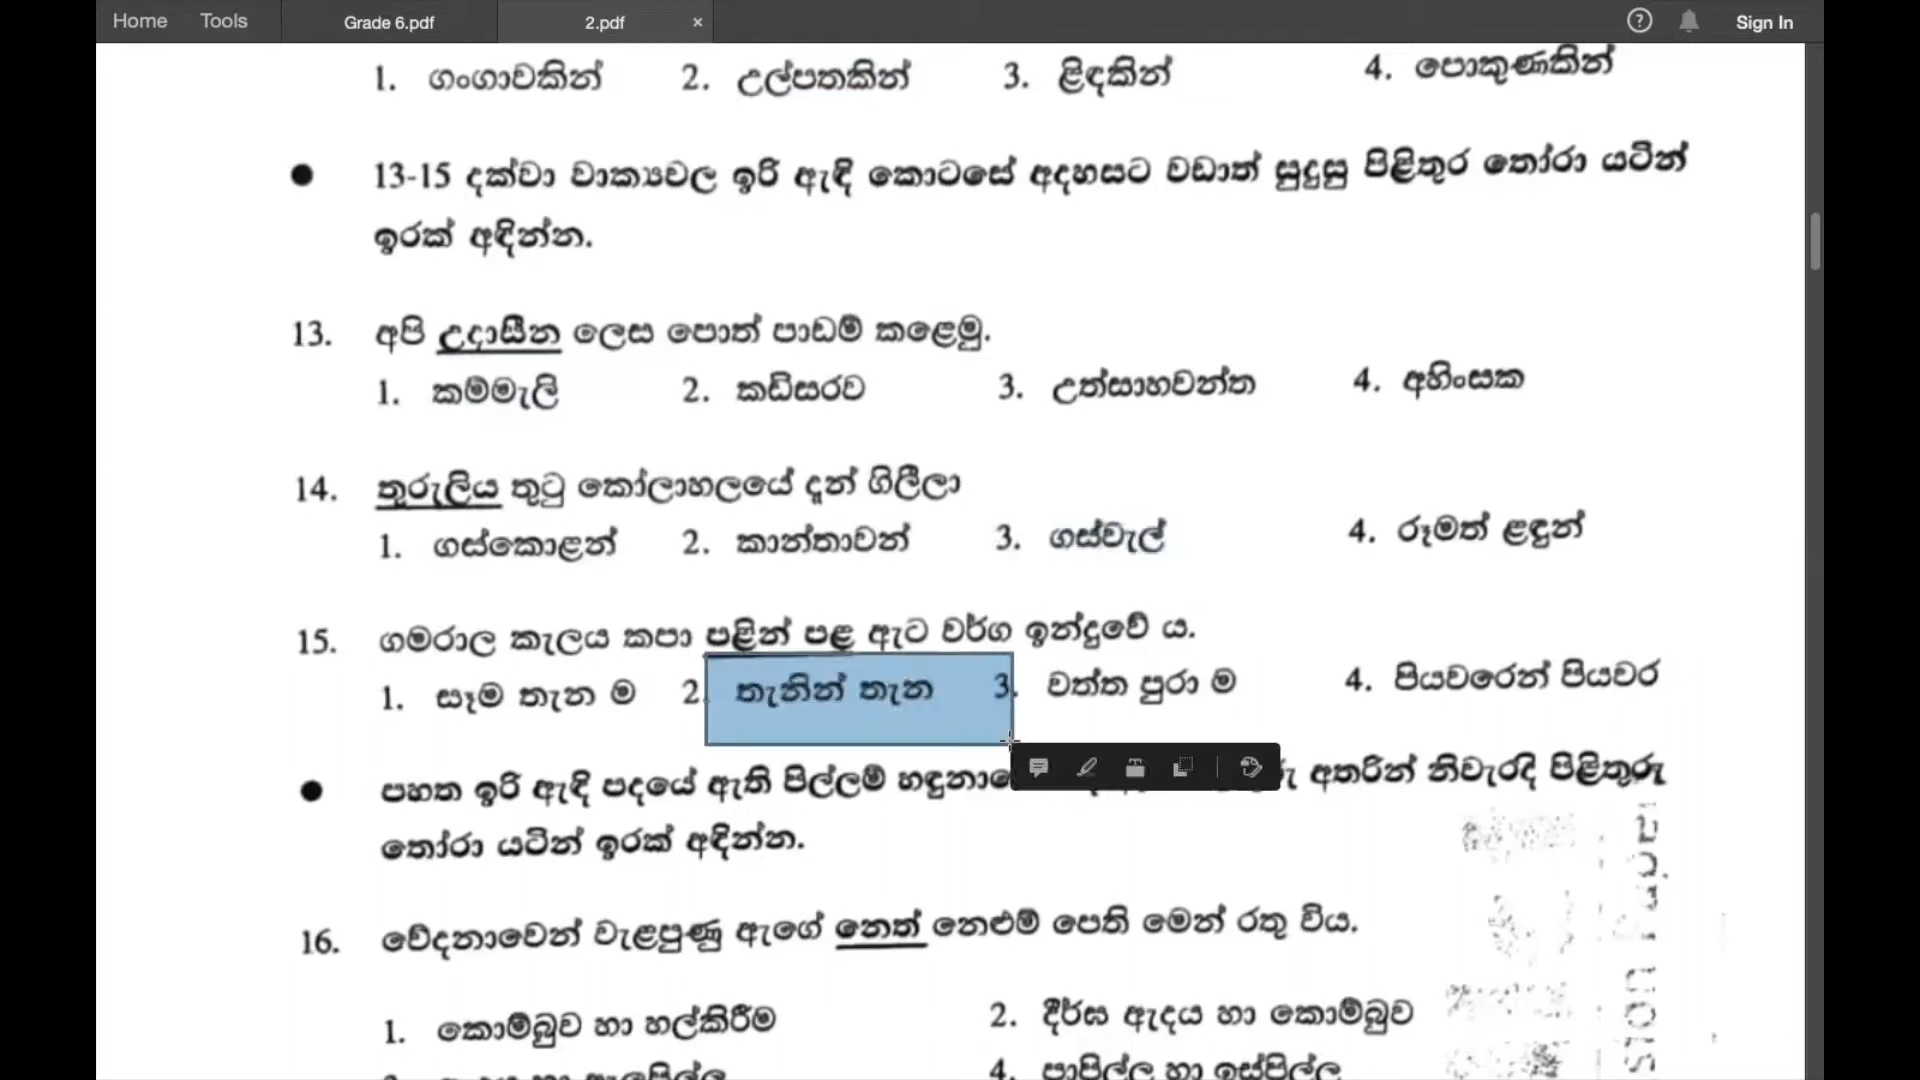 Home Tools Grade 6.pdf 2.pdf × ? Sign In
1. ගංගාවකින් 2. උල්පතකින් 3. ළිඳකින් 4. පොකුණකින්
● 13-15 දක්වා වාක්‍යවල ඉරි ඇඳි කොටසේ අදහසට වඩාත් සුදුසු පිළිතුර තෝරා යටින්
ඉරක් අඳින්න.
13. අපි උදාසීන ලෙස පොත් පාඩම් කළෙමු.
1. කම්මැලි 2. කඩිසරව 3. උත්සාහවන්ත 4. අහිංසක
14. තුරුලිය තුටු කෝලාහලයේ දූන් ගිලීලා
1. ගස්කොළන් 2. කාන්තාවන් 3. ගස්වැල් 4. රූමත් ළඳුන්
15. ගමරාල කැලය කපා පළින් පළ ඇට වර්ග ඉන්දුවේ ය.
1. සෑම තැන ම 2. තැනින් තැන 3. වත්ත පුරා ම 4. පියවරෙන් පියවර
● පහත ඉරි ඇඳි පදයේ ඇති පිල්ලම් අතරින් නිවැරදි පිළිතුරු
තෝරා යටින් ඉරක් අඳින්න.
16. වේදනාවෙන් වැළපුණු ඇගේ නෙත් නෙළුම් පෙති මෙන් රතු විය.
1. කොම්බුව හා හල්කිරීම 2. දීර්ඝ ඇදය හා කොම්බුව
4. පාපිල්ල හා ඉස්පිල්ල